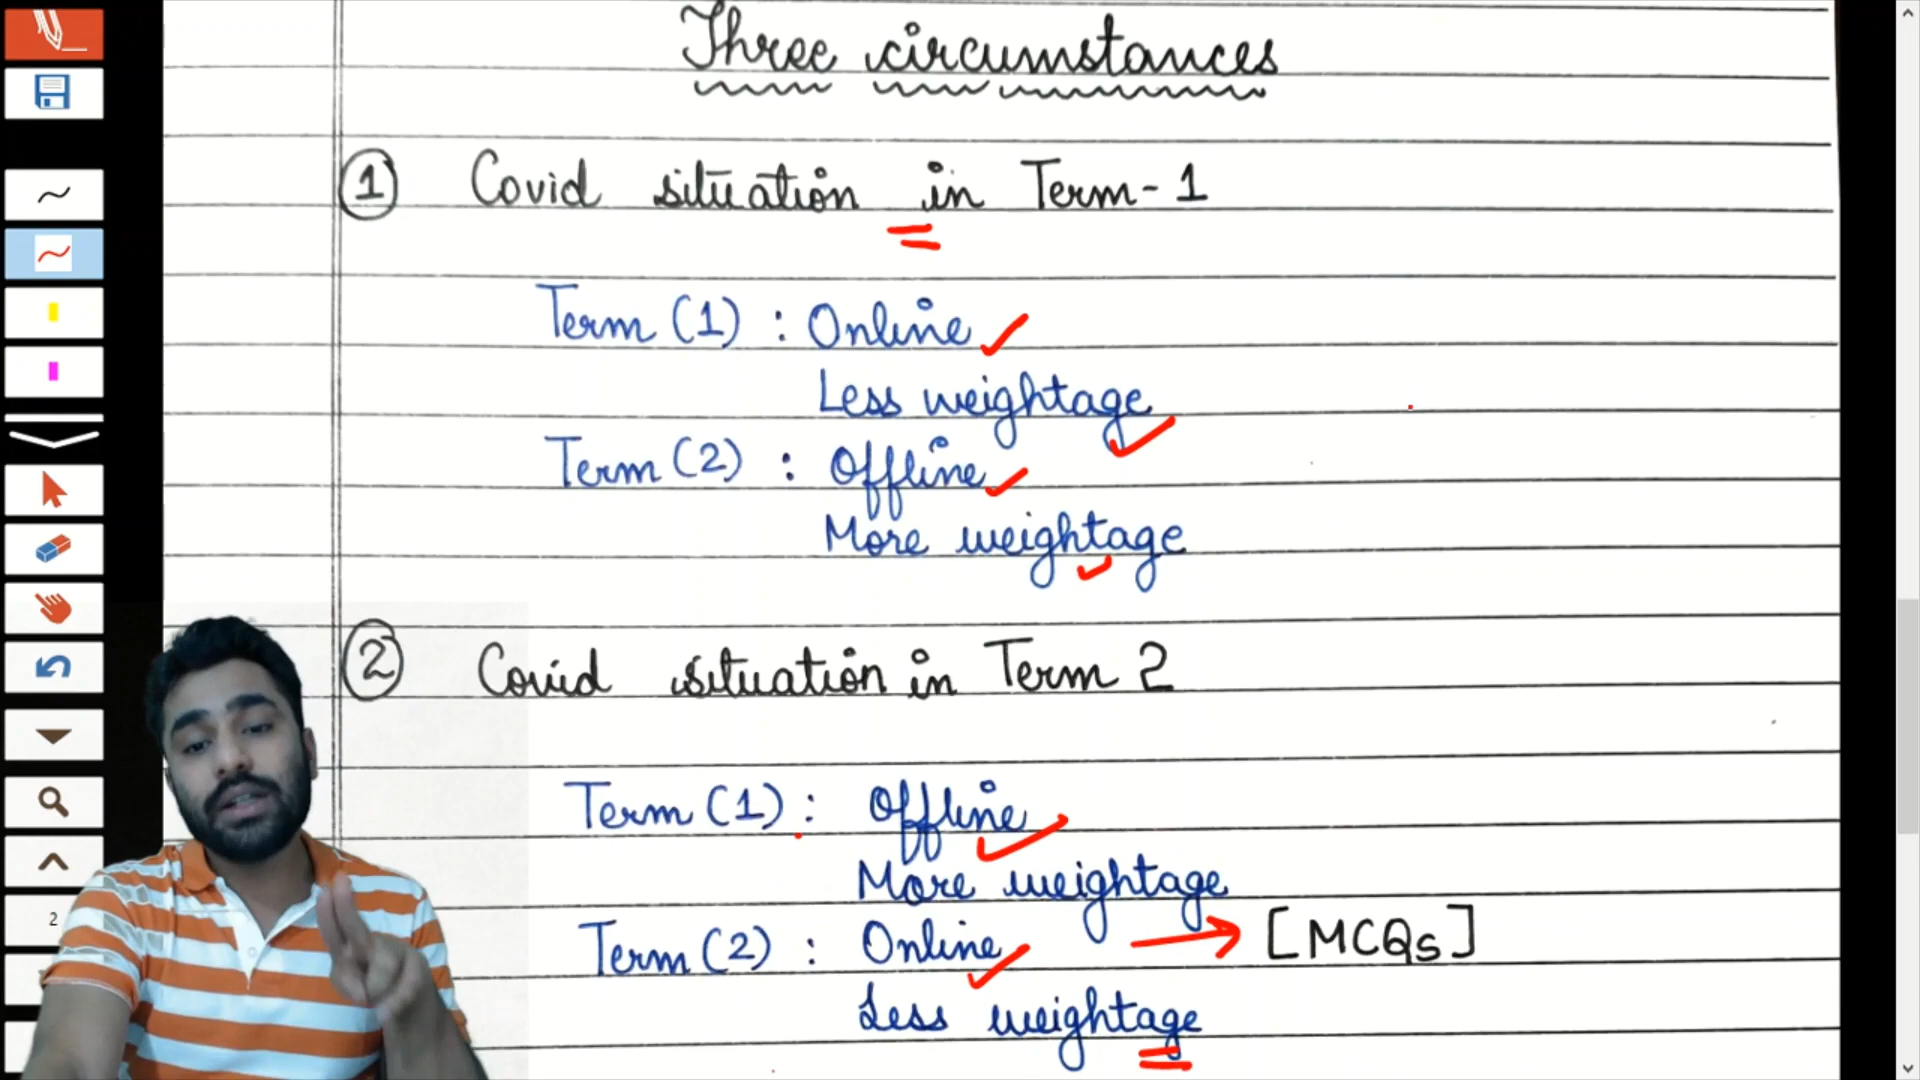 Three circumstances
1 Covid situation in Term-1
Term (1) : Online
Less weightage
Term (2) : Offline
More weightage
2 Covid situation in Term 2
Term (1) : Offline
More weightage
Term (2) : Online → [MCQs]
Less weightage
2